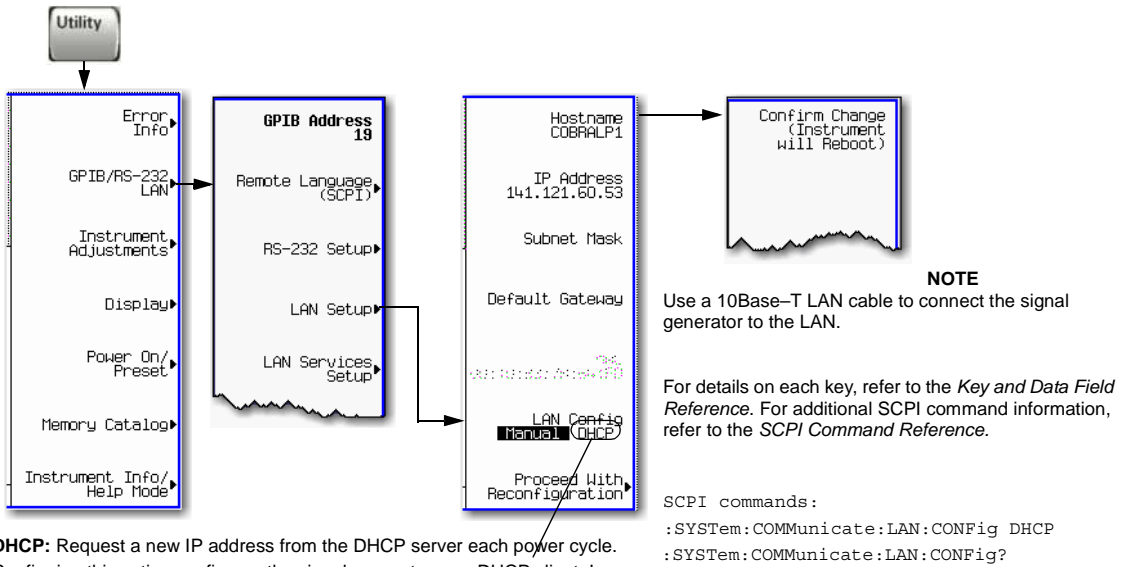 Utility
Error
Info
GPIB/RS-232
LAN
Instrument
Adjustments
Display
Power On/
Preset
Memory Catalog
Instrument Info/
Help Mode
GPIB Address
19
Remote Language
(SCPI)
RS-232 Setup
LAN Setup
LAN Services
Setup
Hostname
COBRALP1
IP Address
141.121.60.53
Subnet Mask
Default Gateway
LAN Config
Manual DHCP
Proceed With
Reconfiguration
Confirm Change
(Instrument
will Reboot)
NOTE
Use a 10Base–T LAN cable to connect the signal
generator to the LAN.
For details on each key, refer to the Key and Data Field
Reference. For additional SCPI command information,
refer to the SCPI Command Reference.
SCPI commands:
:SYSTem:COMMunicate:LAN:CONFig DHCP
:SYSTem:COMMunicate:LAN:CONFig?
DHCP: Request a new IP address from the DHCP server each power cycle.